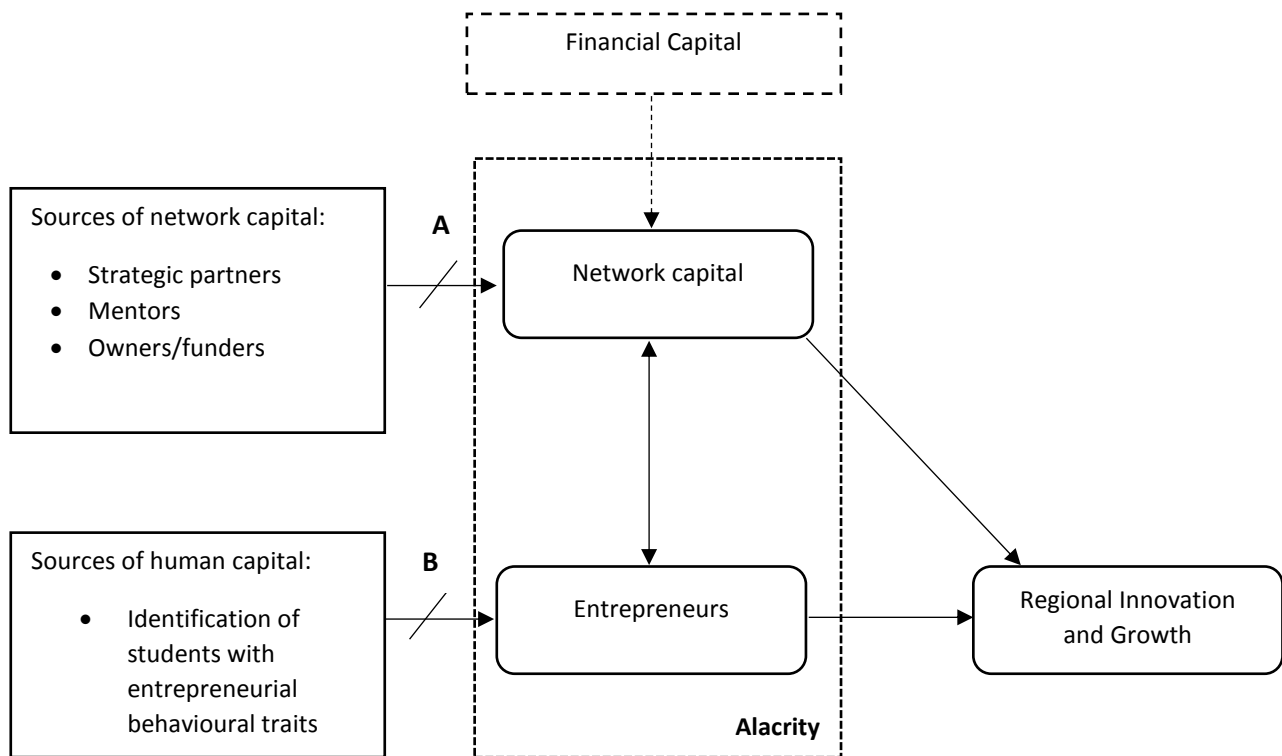 Financial Capital
Sources of network capital:
• Strategic partners
• Mentors
• Owners/funders
A
Network capital
Sources of human capital:
• Identification of
students with
entrepreneurial
behavioural traits
B
Entrepreneurs
Regional Innovation
and Growth
Alacrity